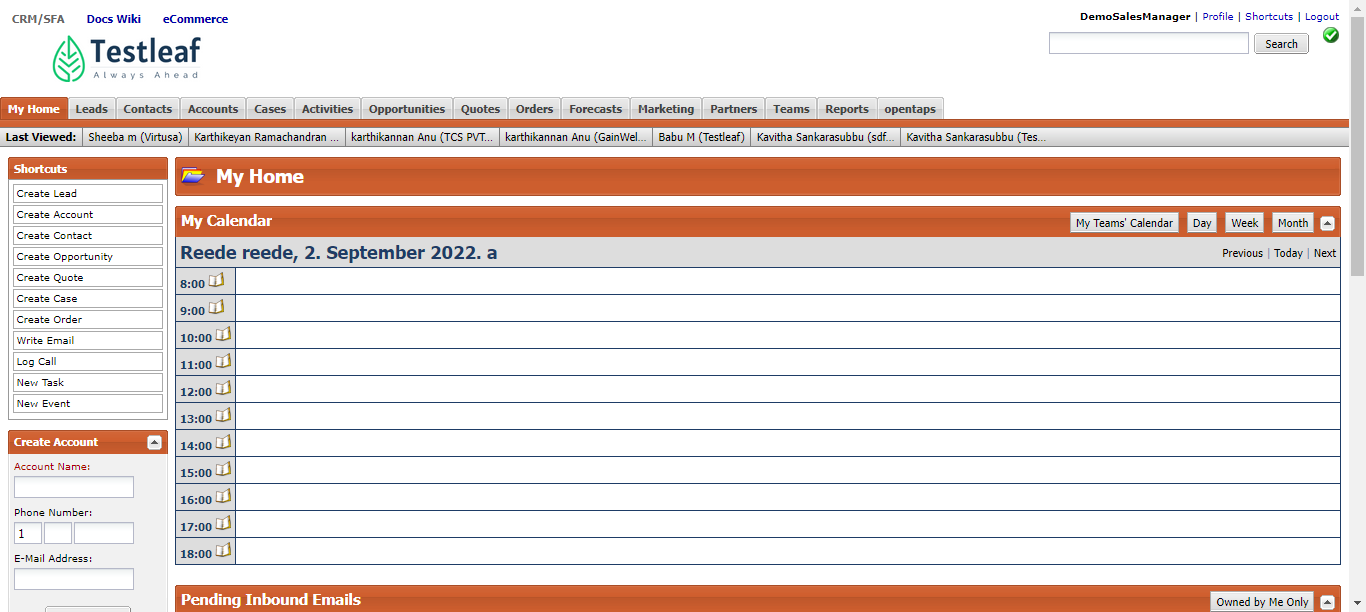 CRM/SFA Docs Wiki eCommerce
DemoSalesManager | Profile | Shortcuts | Logout
Testleaf
Always Ahead
Search
My Home Leads Contacts Accounts Cases Activities Opportunities Quotes Orders Forecasts Marketing Partners Teams Reports opentaps
Last Viewed: Sheeba m (Virtusa) Karthikeyan Ramachandran ... karthikannan Anu (TCS PVT... karthikannan Anu (GainWel... Babu M (Testleaf) Kavitha Sankarasubbu (sdf... Kavitha Sankarasubbu (Tes...
Shortcuts
Create Lead
Create Account
Create Contact
Create Opportunity
Create Quote
Create Case
Create Order
Write Email
Log Call
New Task
New Event
Create Account
Account Name:
Phone Number:
1
E-Mail Address:
My Home
My Calendar My Teams' Calendar Day Week Month
Reede reede, 2. September 2022. a Previous | Today | Next
8:00
9:00
10:00
11:00
12:00
13:00
14:00
15:00
16:00
17:00
18:00
Pending Inbound Emails Owned by Me Only